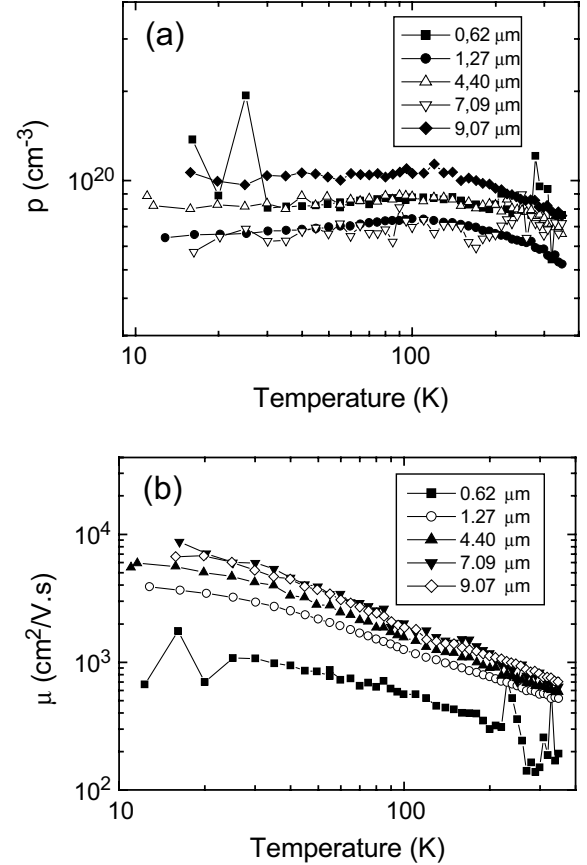 (a)
0,62 μm
1,27 μm
4,40 μm
7,09 μm
9,07 μm
p (cm-3)
10^20
10 100
Temperature (K)
(b)
0.62 μm
1.27 μm
4.40 μm
7.09 μm
9.07 μm
μ (cm^2/V.s)
10^4
10^3
10^2
10 100
Temperature (K)